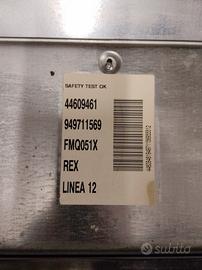 SAFETY TEST OK
44609461
949711569
FMQ051X
REX
LINEA 12
subito